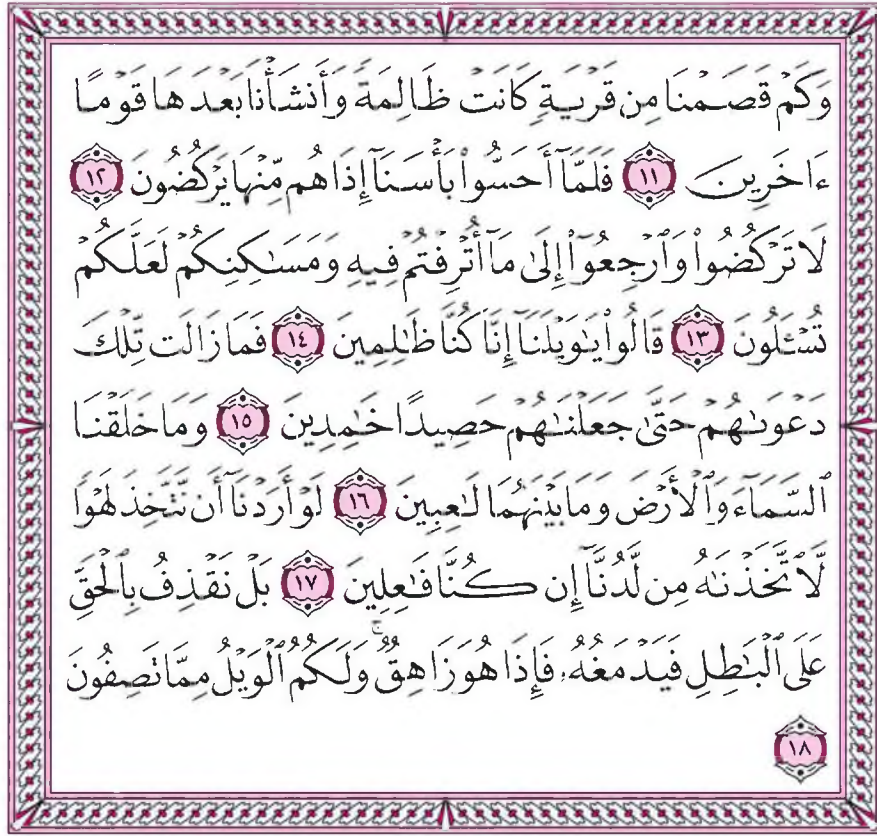 وَكَمْ قَصَمْنَا مِن قَرْيَةٍ كَانَتْ ظَالِمَةً وَأَنشَأْنَا بَعْدَهَا قَوْمًا
ءَاخَرِينَ ١١ فَلَمَّآ أَحَسُّوا۟ بَأْسَنَآ إِذَا هُم مِّنْهَا يَرْكُضُونَ ١٢
لَا تَرْكُضُوا۟ وَٱرْجِعُوٓا۟ إِلَىٰ مَآ أُتْرِفْتُمْ فِيهِ وَمَسَـٰكِنِكُمْ لَعَلَّكُمْ
تُسْـَٔلُونَ ١٣ قَالُوا۟ يَـٰوَيْلَنَآ إِنَّا كُنَّا ظَـٰلِمِينَ ١٤ فَمَا زَالَت تِّلْكَ
دَعْوَىٰهُمْ حَتَّىٰ جَعَلْنَـٰهُمْ حَصِيدًا خَـٰمِدِينَ ١٥ وَمَا خَلَقْنَا
ٱلسَّمَآءَ وَٱلْأَرْضَ وَمَا بَيْنَهُمَا لَـٰعِبِينَ ١٦ لَوْ أَرَدْنَآ أَن نَّتَّخِذَ لَهْوًا
لَّٱتَّخَذْنَـٰهُ مِن لَّدُنَّآ إِن كُنَّا فَـٰعِلِينَ ١٧ بَلْ نَقْذِفُ بِٱلْحَقِّ
عَلَى ٱلْبَـٰطِلِ فَيَدْمَغُهُۥ فَإِذَا هُوَ زَاهِقٌ ۚ وَلَكُمُ ٱلْوَيْلُ مِمَّا تَصِفُونَ
١٨